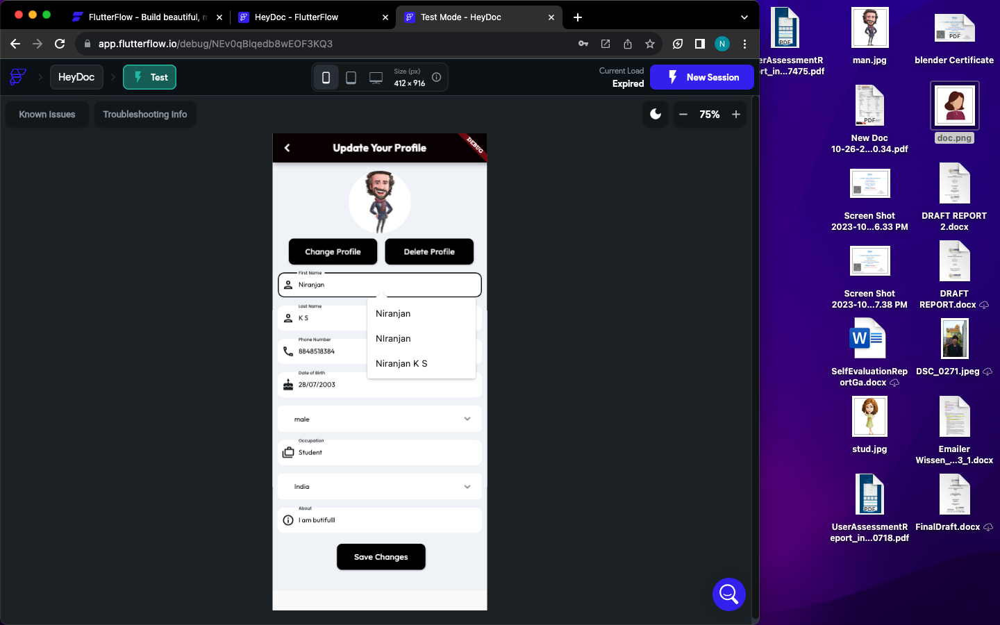 FlutterFlow - Build beautiful, r
HeyDoc - FlutterFlow
Test Mode - HeyDoc
app.flutterflow.io/debug/NEv0qBlqedb8wEOF3KQ3
N
HeyDoc
Test
Size (px)
412 × 916
Current Load
Expired
New Session
Known Issues
Troubleshooting Info
75%
Update Your Profile
DEBUG
Change Profile
Delete Profile
First Name
Niranjan
Niranjan
NIranjan
Niranjan K S
Last Name
K S
Phone Number
8848518384
Date of Birth
28/07/2003
male
Occupation
Student
India
About
I am butifulll
Save Changes
PDF
erAssessmentR
ort_in...7475.pdf
man.jpg
PDF
blender Certificate
PDF
New Doc
10-26-2...0.34.pdf
doc.png
Screen Shot
2023-10...6.33 PM
DRAFT REPORT
2.docx
Screen Shot
2023-10...7.38 PM
DRAFT
REPORT.docx
W
SelfEvaluationRep
ortGa.docx
DSC_0271.jpeg
stud.jpg
Emailer
Wissen_...3_1.docx
PDF
UserAssessmentR
eport_in...0718.pdf
FinalDraft.docx